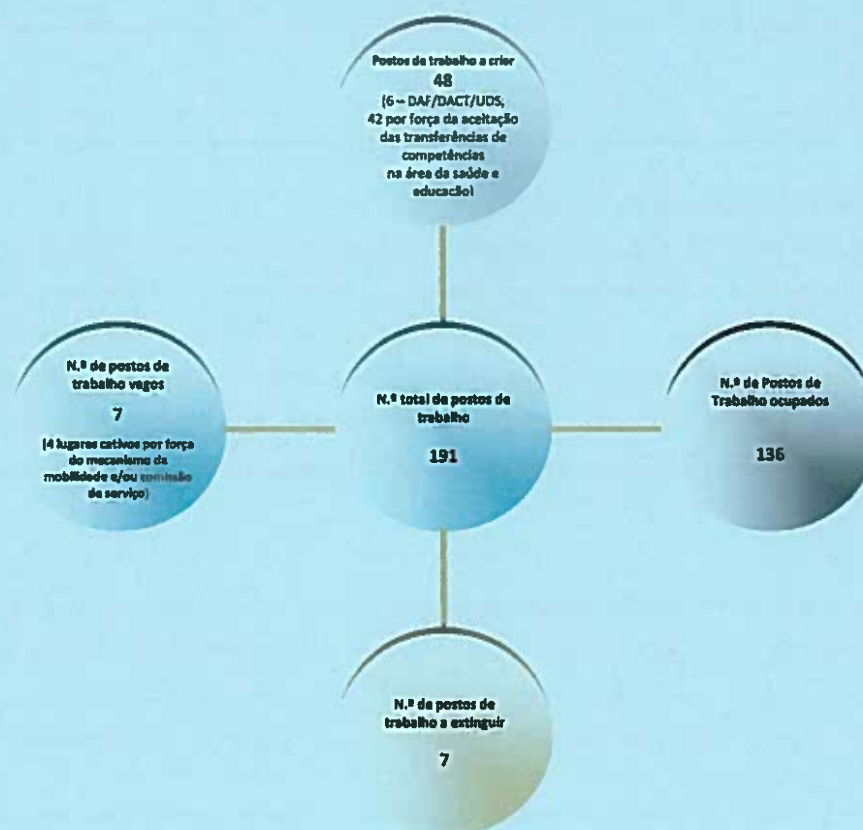 Postos de trabalho a criar
48
(6 – DAF/DACT/UDS;
42 por força da aceitação
das transferências de
competências
na área da saúde e
educação)
N.º de postos de
trabalho vagos
7
(4 lugares cativos por força
do mecanismo da
mobilidade e/ou comissão
de serviço)
N.º total de postos de
trabalho
191
N.º de Postos de
Trabalho ocupados
136
N.º de postos de
trabalho a extinguir
7